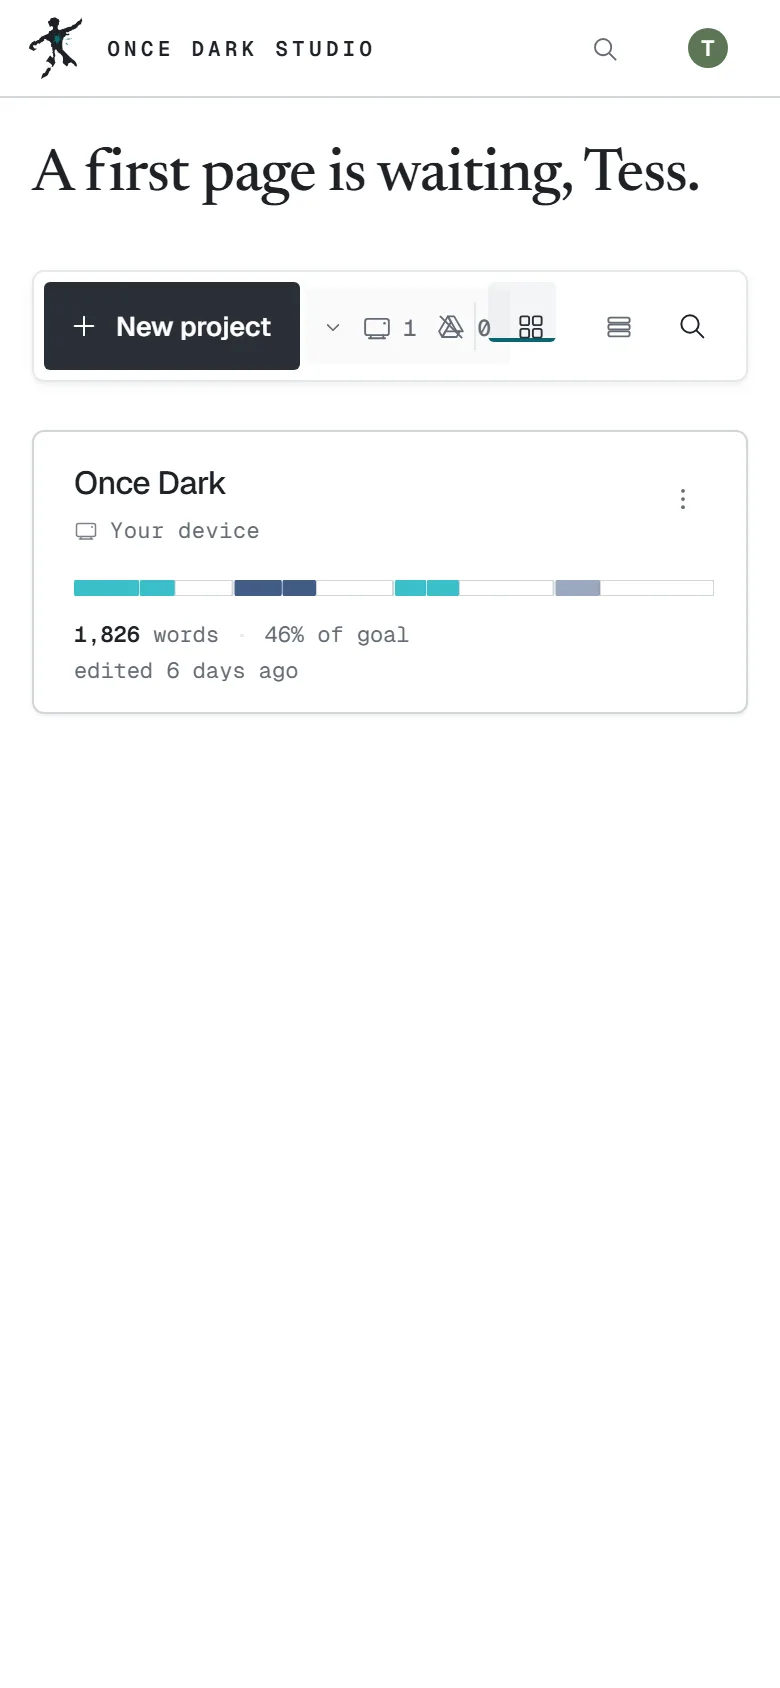 ONCE DARK STUDIO
T
A first page is waiting, Tess.
New project 1 0
Once Dark
Your device
1,826 words · 46% of goal
edited 6 days ago